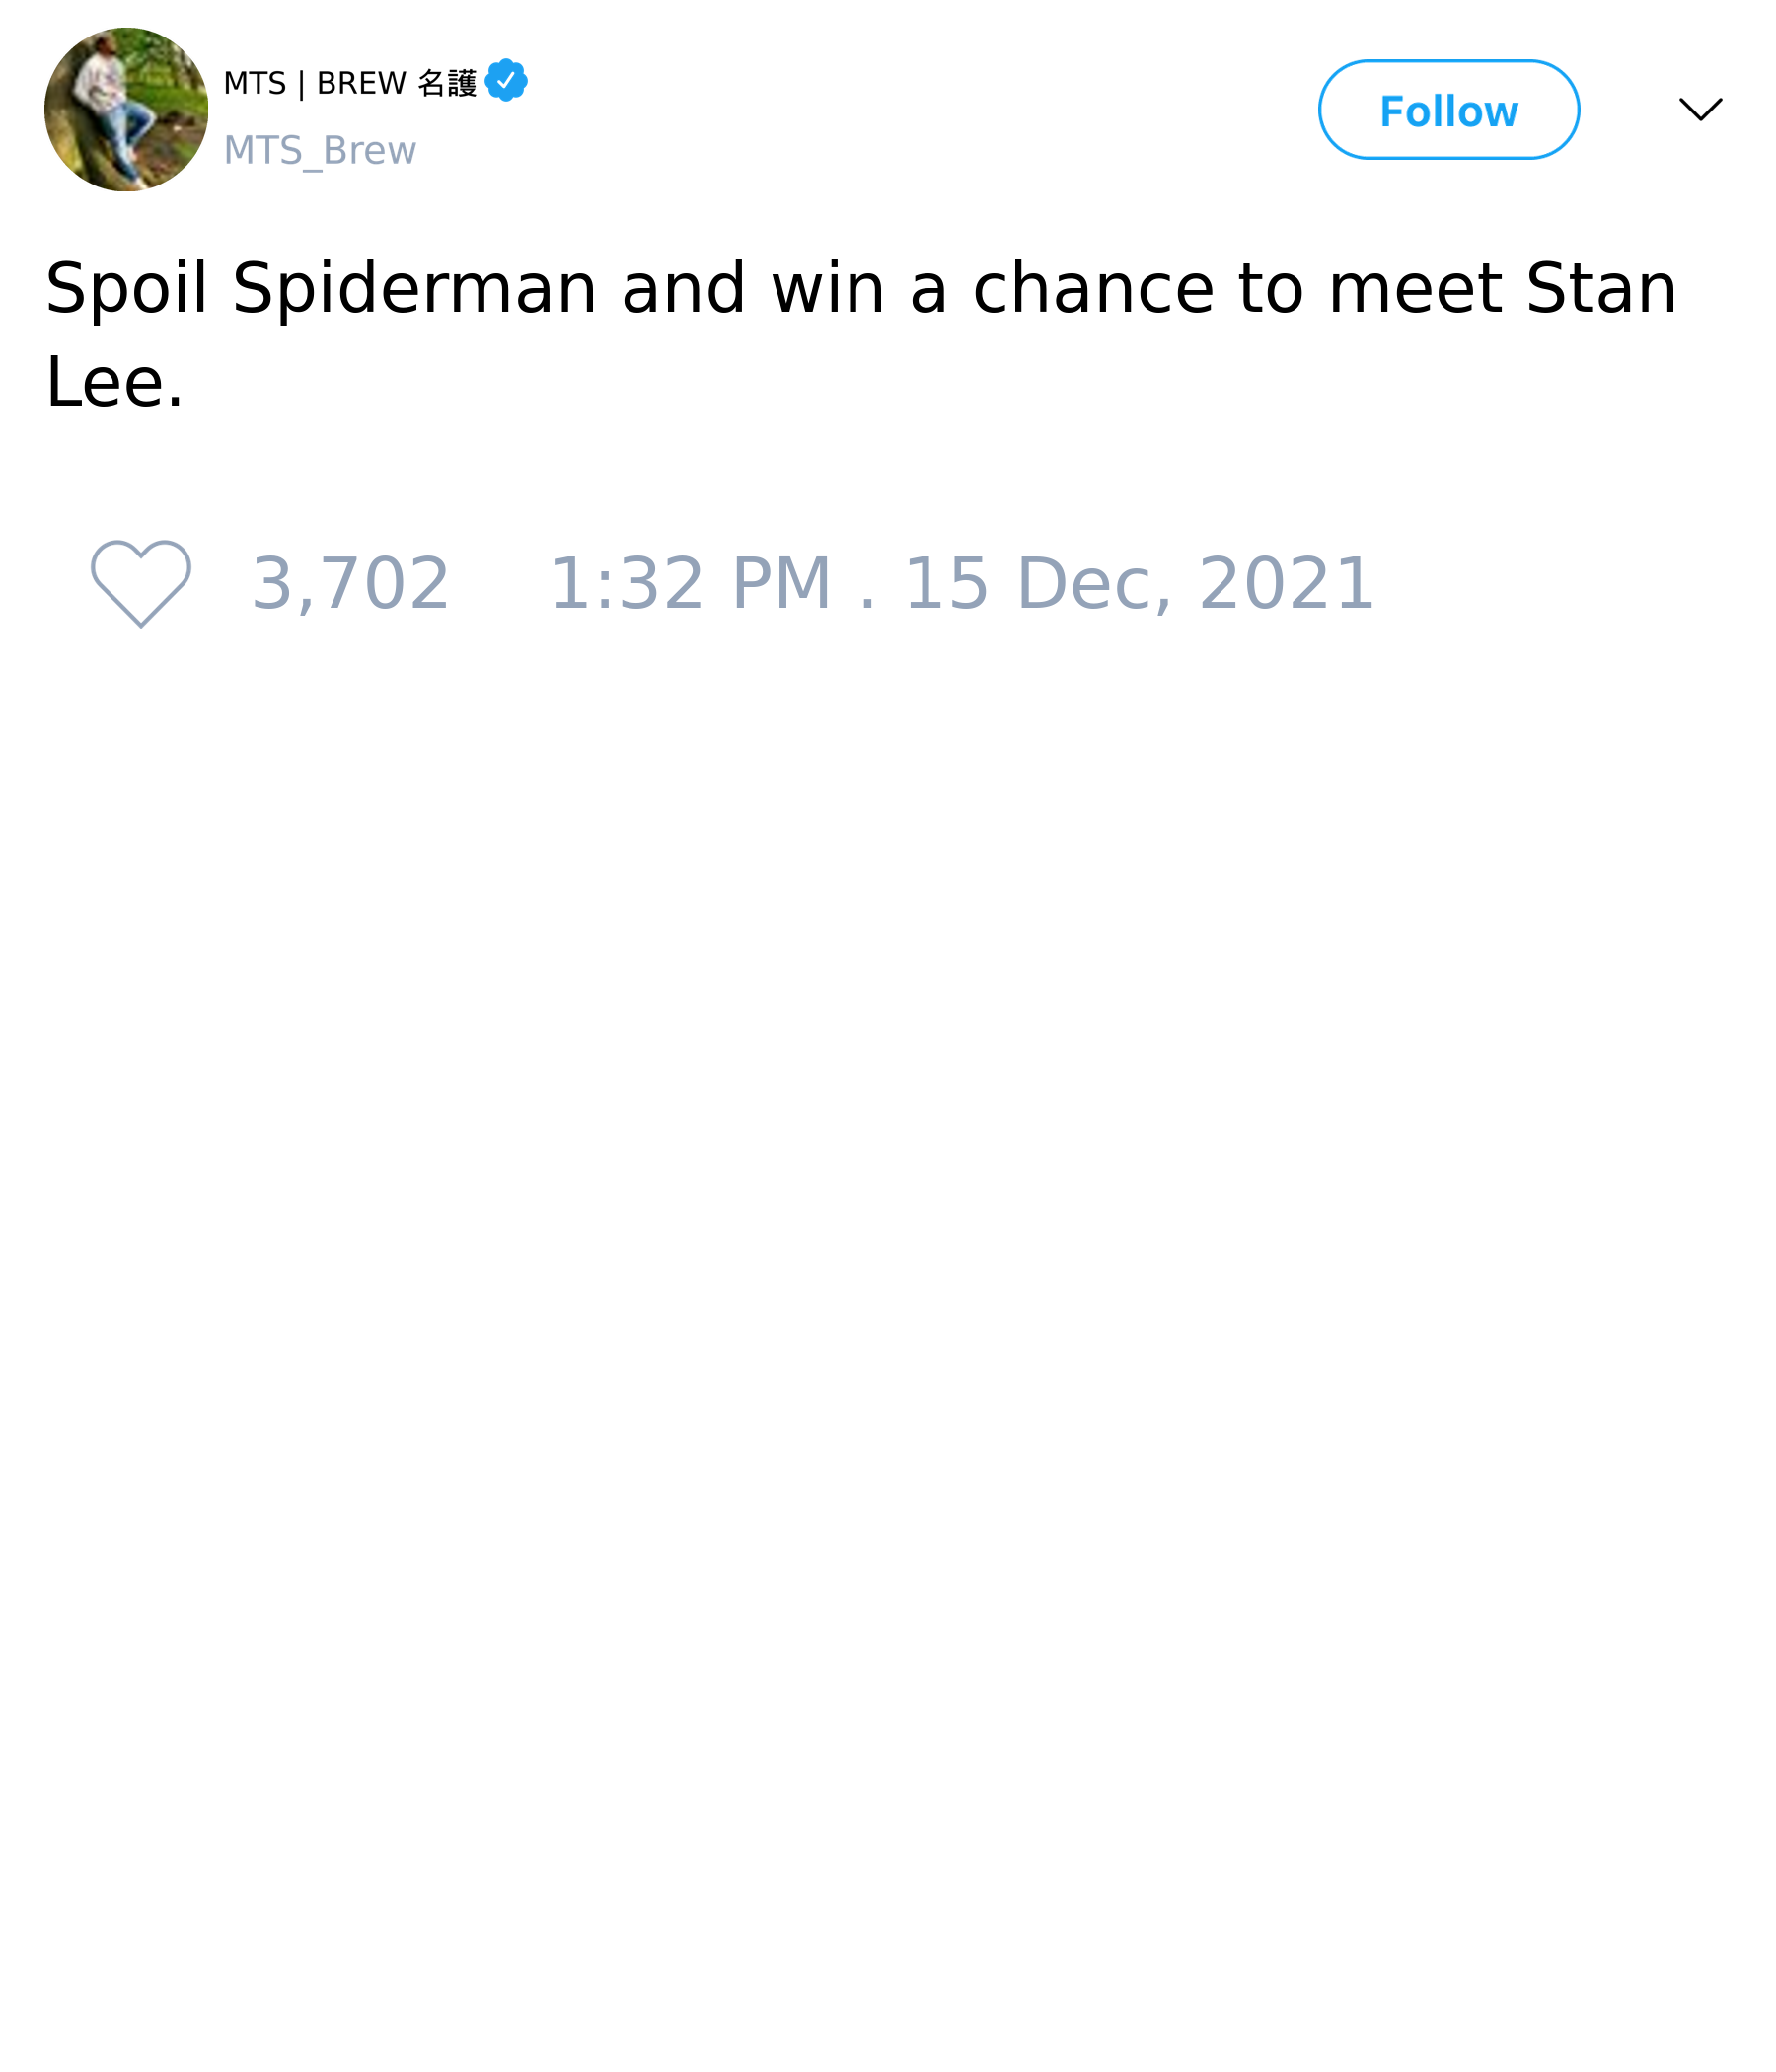 MTS | BREW 名護
MTS_Brew
Follow
Spoil Spiderman and win a chance to meet Stan
Lee.
3,702 1:32 PM . 15 Dec, 2021